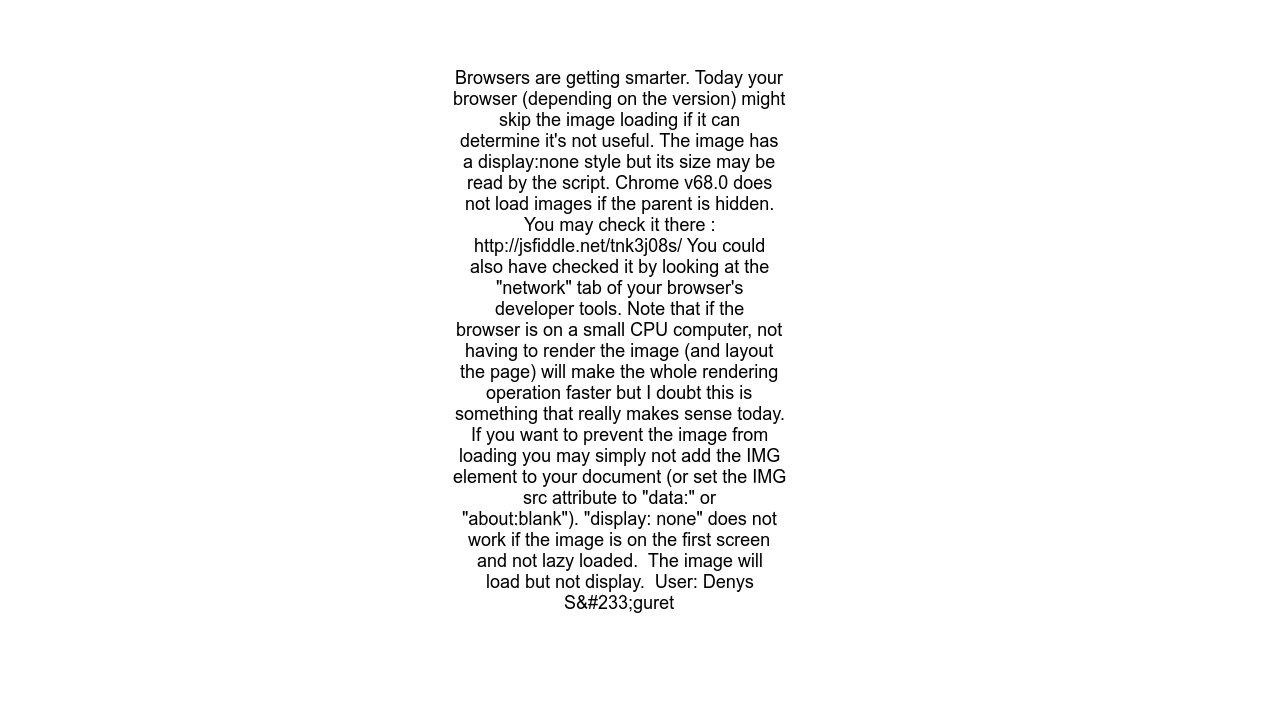 Browsers are getting smarter. Today your
browser (depending on the version) might
skip the image loading if it can
determine it's not useful. The image has
a display:none style but its size may be
read by the script. Chrome v68.0 does
not load images if the parent is hidden.
You may check it there :
http://jsfiddle.net/tnk3j08s/ You could
also have checked it by looking at the
"network" tab of your browser's
developer tools. Note that if the
browser is on a small CPU computer, not
having to render the image (and layout
the page) will make the whole rendering
operation faster but I doubt this is
something that really makes sense today.
If you want to prevent the image from
loading you may simply not add the IMG
element to your document (or set the IMG
src attribute to "data:" or
"about:blank"). "display: none" does not
work if the image is on the first screen
and not lazy loaded.  The image will
load but not display.  User: Denys
S&#233;guret